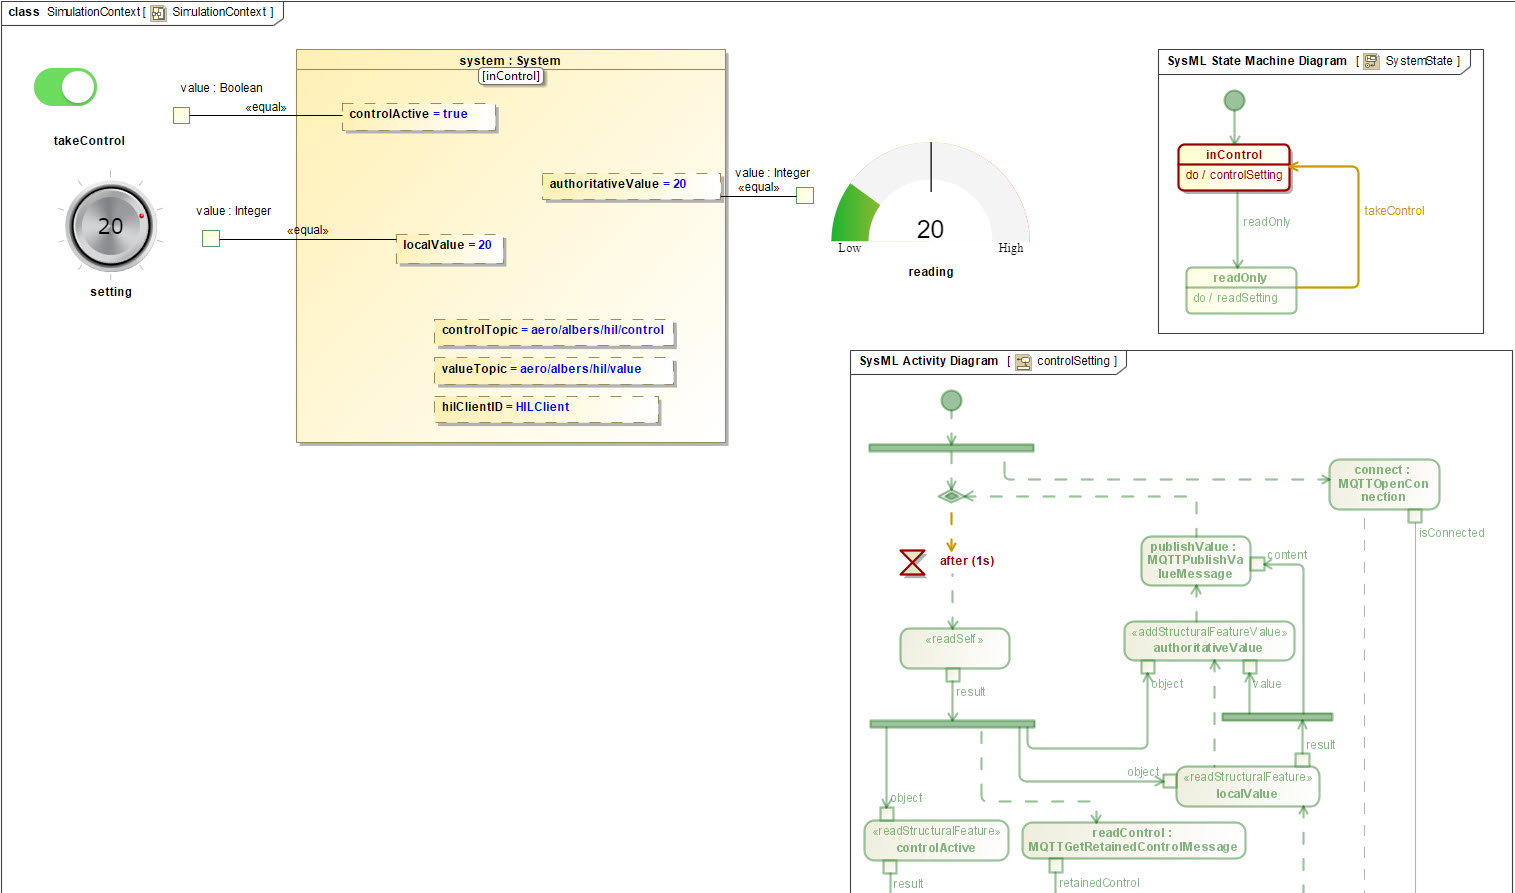 class SimulationContext [ SimulationContext ]
takeControl
20
setting
value : Boolean
«equal»
value : Integer
«equal»
system : System
[inControl]
controlActive = true
authoritativeValue = 20
localValue = 20
controlTopic = aero/albers/hil/control
valueTopic = aero/albers/hil/value
hilClientID = HILClient
value : Integer
«equal»
20
Low
High
reading
SysML State Machine Diagram [ SystemState ]
inControl
do / controlSetting
readOnly
takeControl
readOnly
do / readSetting
SysML Activity Diagram [ controlSetting ]
connect :
MQTTOpenCon
nection
isConnected
after (1s)
publishValue :
MQTTPublishVa
lueMessage
content
«readSelf»
result
«addStructuralFeatureValue»
authoritativeValue
object
value
result
object
«readStructuralFeature»
localValue
object
«readStructuralFeature»
controlActive
result
readControl :
MQTTGetRetainedControlMessage
retainedControl